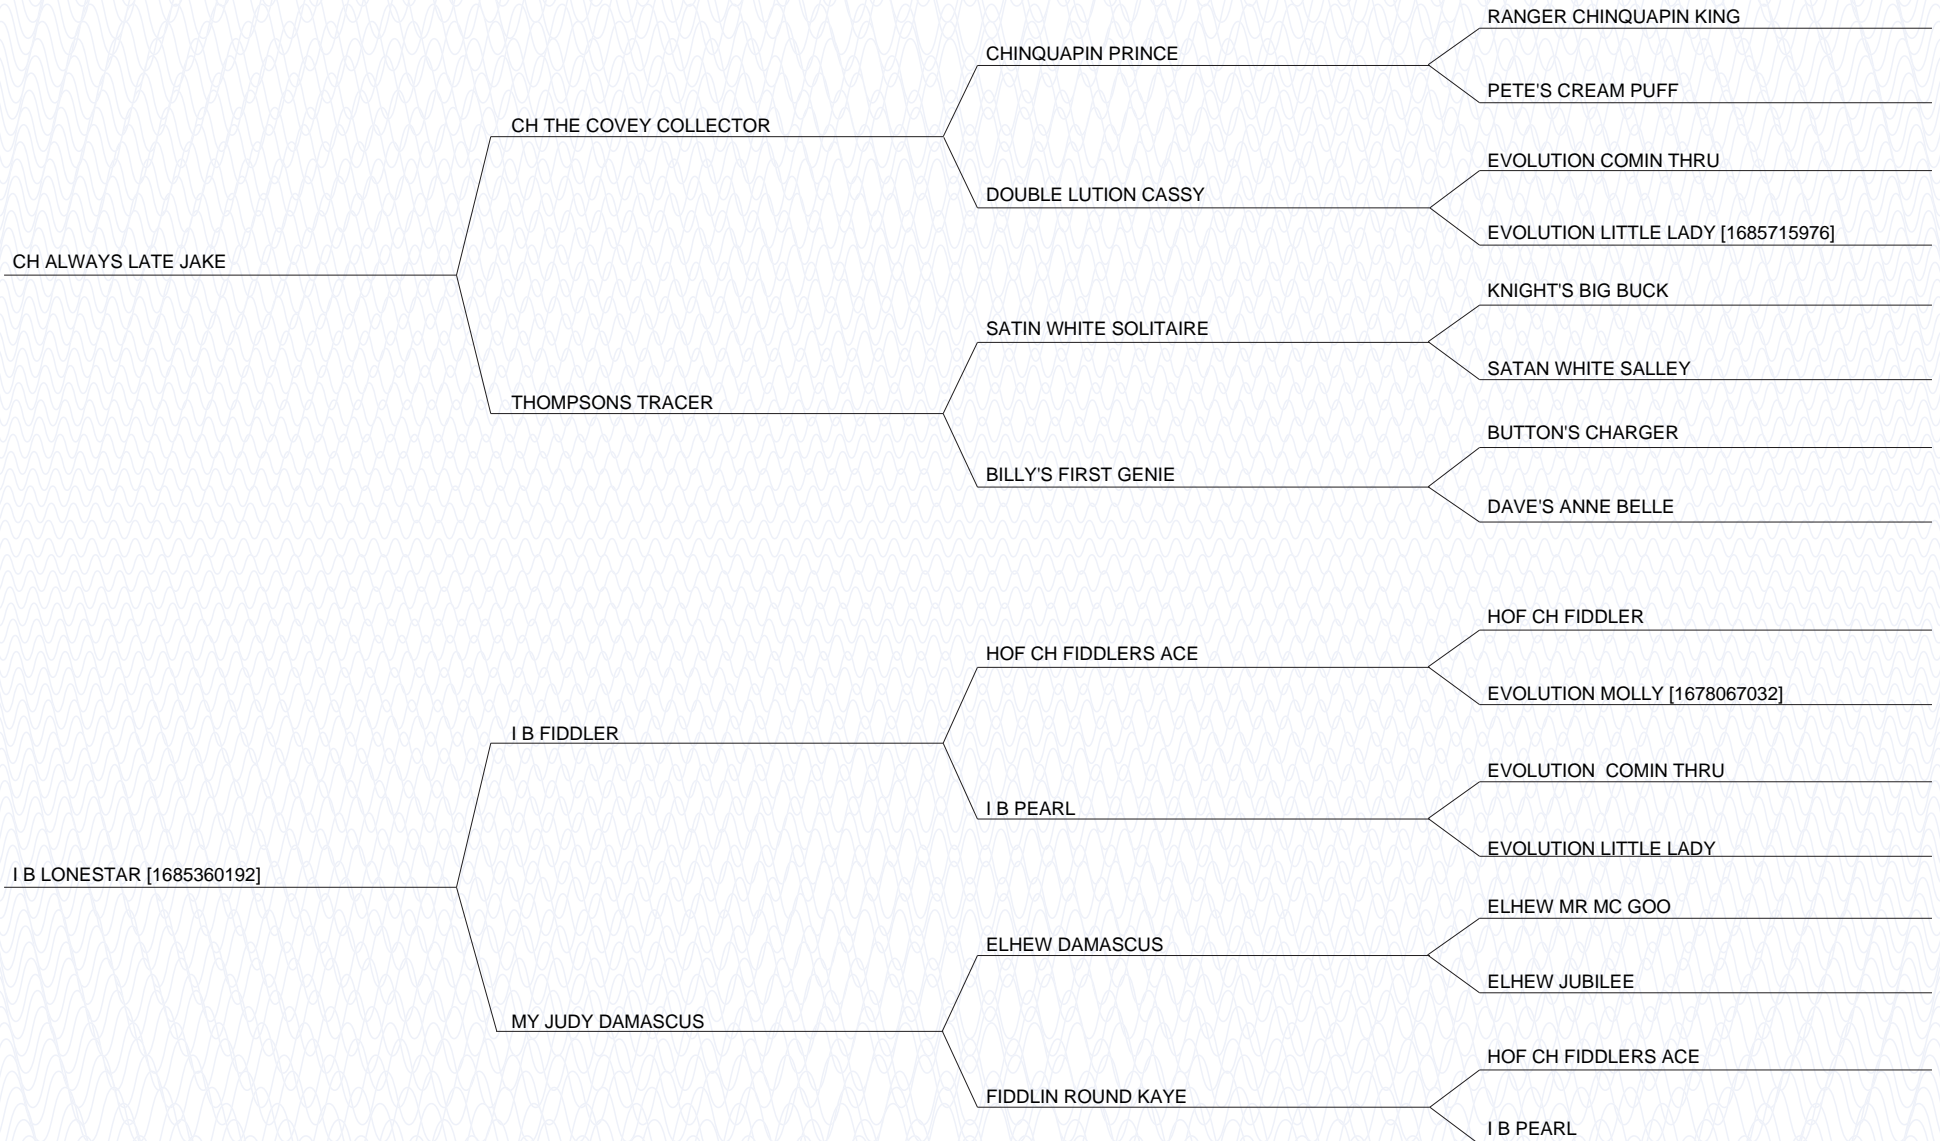 RANGER CHINQUAPIN KING
CHINQUAPIN PRINCE
PETE'S CREAM PUFF
CH THE COVEY COLLECTOR
EVOLUTION COMIN THRU
DOUBLE LUTION CASSY
EVOLUTION LITTLE LADY [1685715976]
CH ALWAYS LATE JAKE
KNIGHT'S BIG BUCK
SATIN WHITE SOLITAIRE
SATAN WHITE SALLEY
THOMPSONS TRACER
BUTTON'S CHARGER
BILLY'S FIRST GENIE
DAVE'S ANNE BELLE
HOF CH FIDDLER
HOF CH FIDDLERS ACE
EVOLUTION MOLLY [1678067032]
I B FIDDLER
EVOLUTION  COMIN THRU
I B PEARL
EVOLUTION LITTLE LADY
I B LONESTAR [1685360192]
ELHEW MR MC GOO
ELHEW DAMASCUS
ELHEW JUBILEE
MY JUDY DAMASCUS
HOF CH FIDDLERS ACE
FIDDLIN ROUND KAYE
I B PEARL